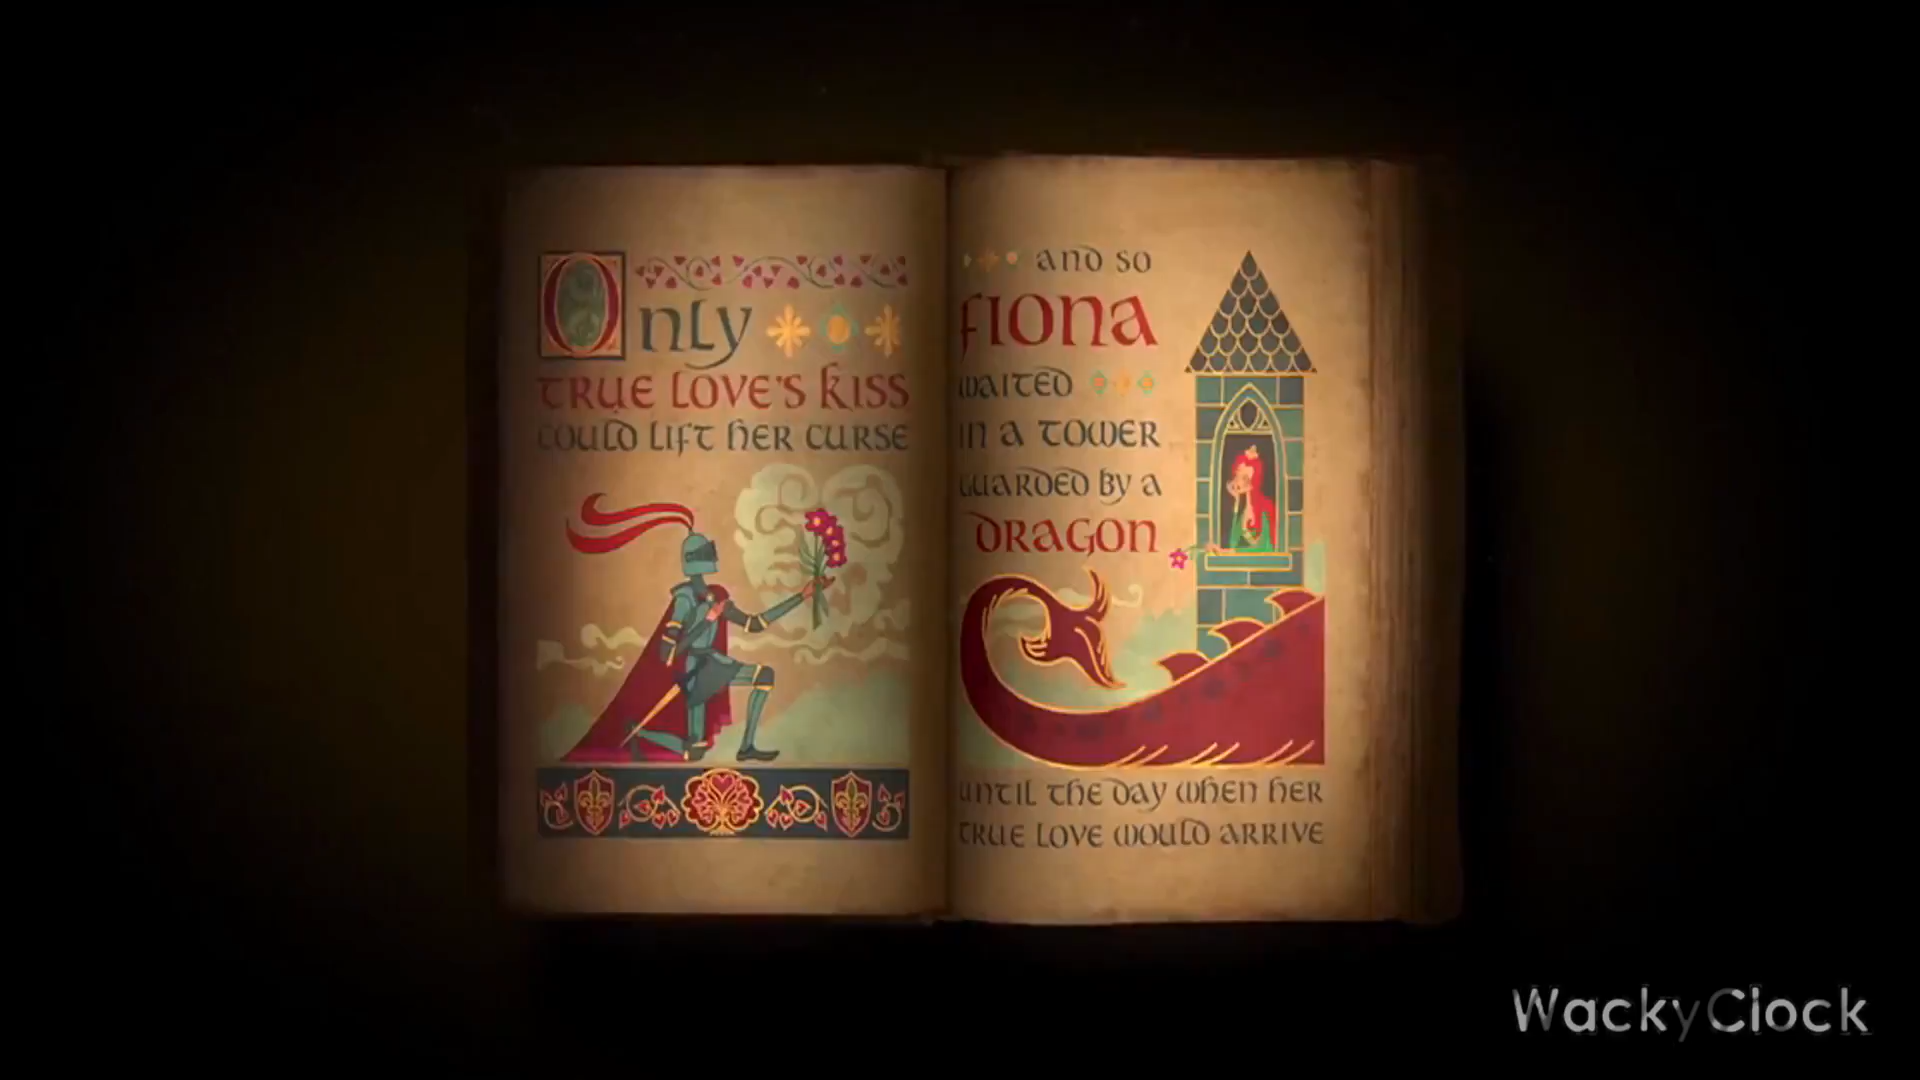 Only
TRUE LOVE'S KISS
COULD LIFT HER CURSE
AND SO
FIONA
WAITED
IN A TOWER
GUARDED BY A
DRAGON
UNTIL THE DAY WHEN HER
TRUE LOVE WOULD ARRIVE
WackyClock